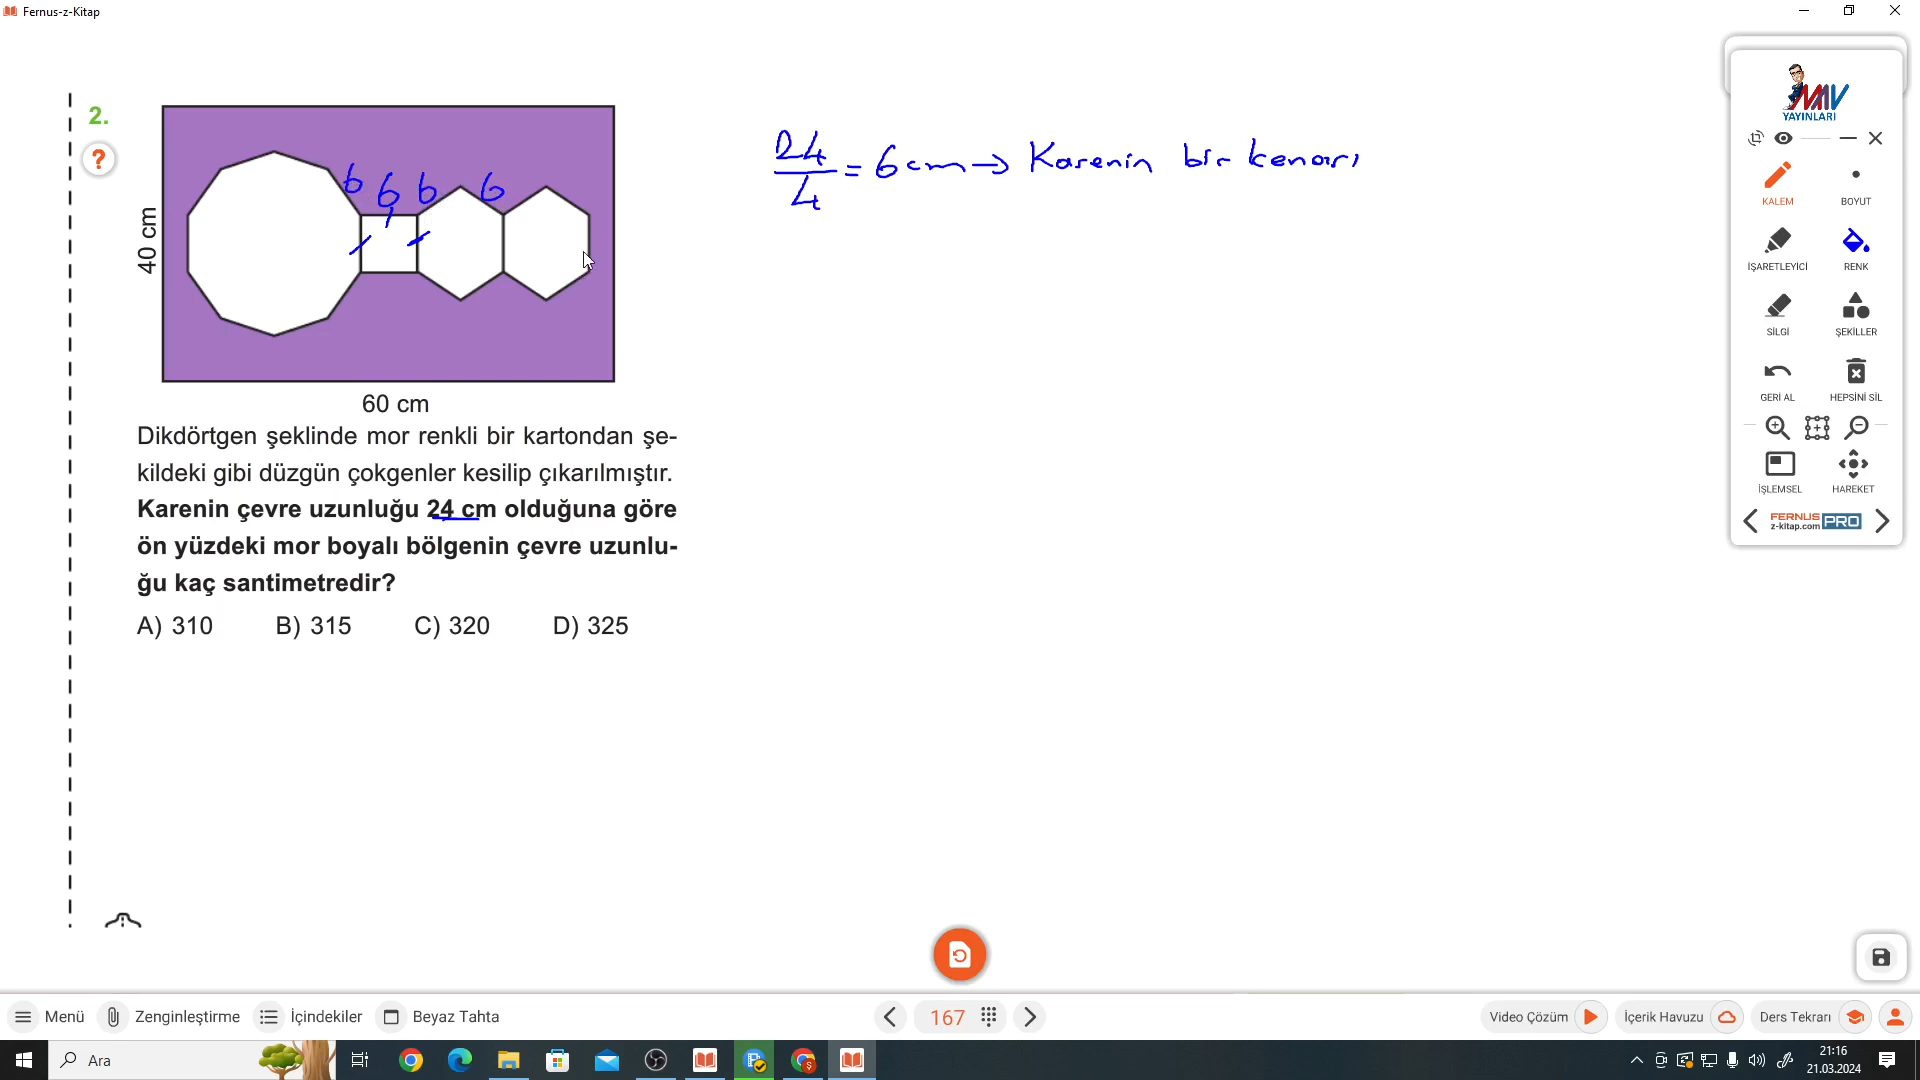 Fernus-z-Kitap
2.
?
40 cm
6 6 6 6
60 cm
24/4 = 6 cm → Karenin bir kenarı
Dikdörtgen şeklinde mor renkli bir kartondan şe-
kildeki gibi düzgün çokgenler kesilip çıkarılmıştır.
Karenin çevre uzunluğu 24 cm olduğuna göre
ön yüzdeki mor boyalı bölgenin çevre uzunlu-
ğu kaç santimetredir?
A) 310 B) 315 C) 320 D) 325
MAV
YAYINLARI
KALEM BOYUT
İŞARETLEYİCİ RENK
SİLGİ ŞEKİLLER
GERİ AL HEPSİNİ SİL
İŞLEMSEL HAREKET
FERNUS
z-kitap.com PRO
Menü Zenginleştirme İçindekiler Beyaz Tahta 167 Video Çözüm İçerik Havuzu Ders Tekrarı
Ara
21:16
21.03.2024